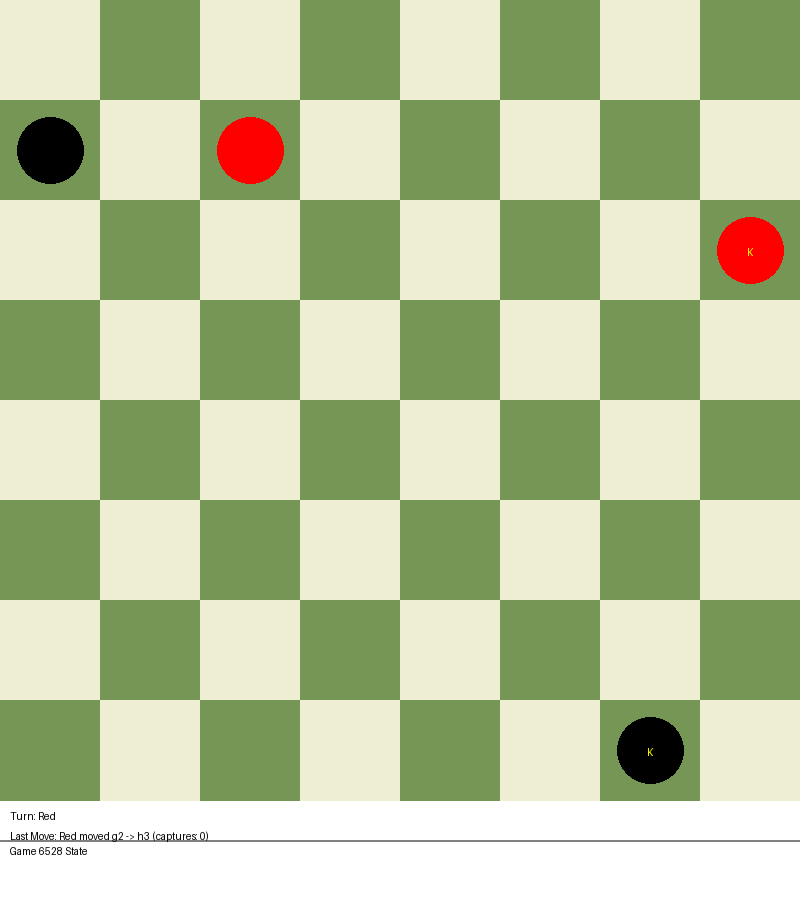 K
K
Turn: Red
Last Move: Red moved g2 -> h3 (captures: 0)
Game 6528 State